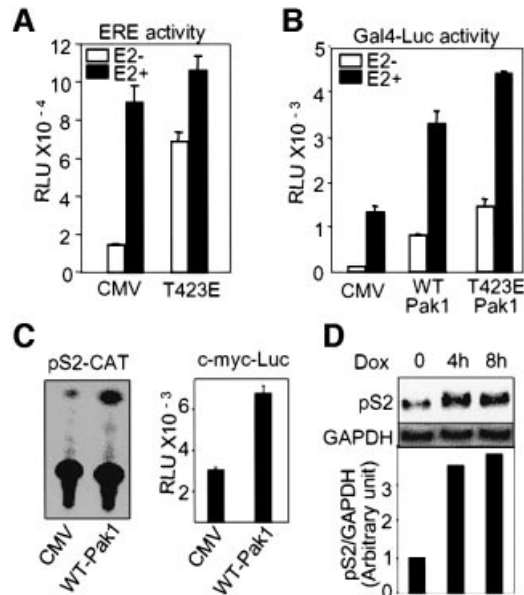 A
ERE activity
E2-
E2+
RLU X10 - 4
12
10
8
6
4
2
0
CMV T423E
B
Gal4-Luc activity
E2-
E2+
RLU X10 - 3
5
4
3
2
1
0
CMV WT Pak1 T423E Pak1
C
pS2-CAT
CMV
WT-Pak1
c-myc-Luc
RLU X10 - 3
6
4
2
CMV
WT-Pak1
D
Dox 0 4h 8h
pS2
GAPDH
pS2/GAPDH
(Arbitrary unit)
3
2
1
0